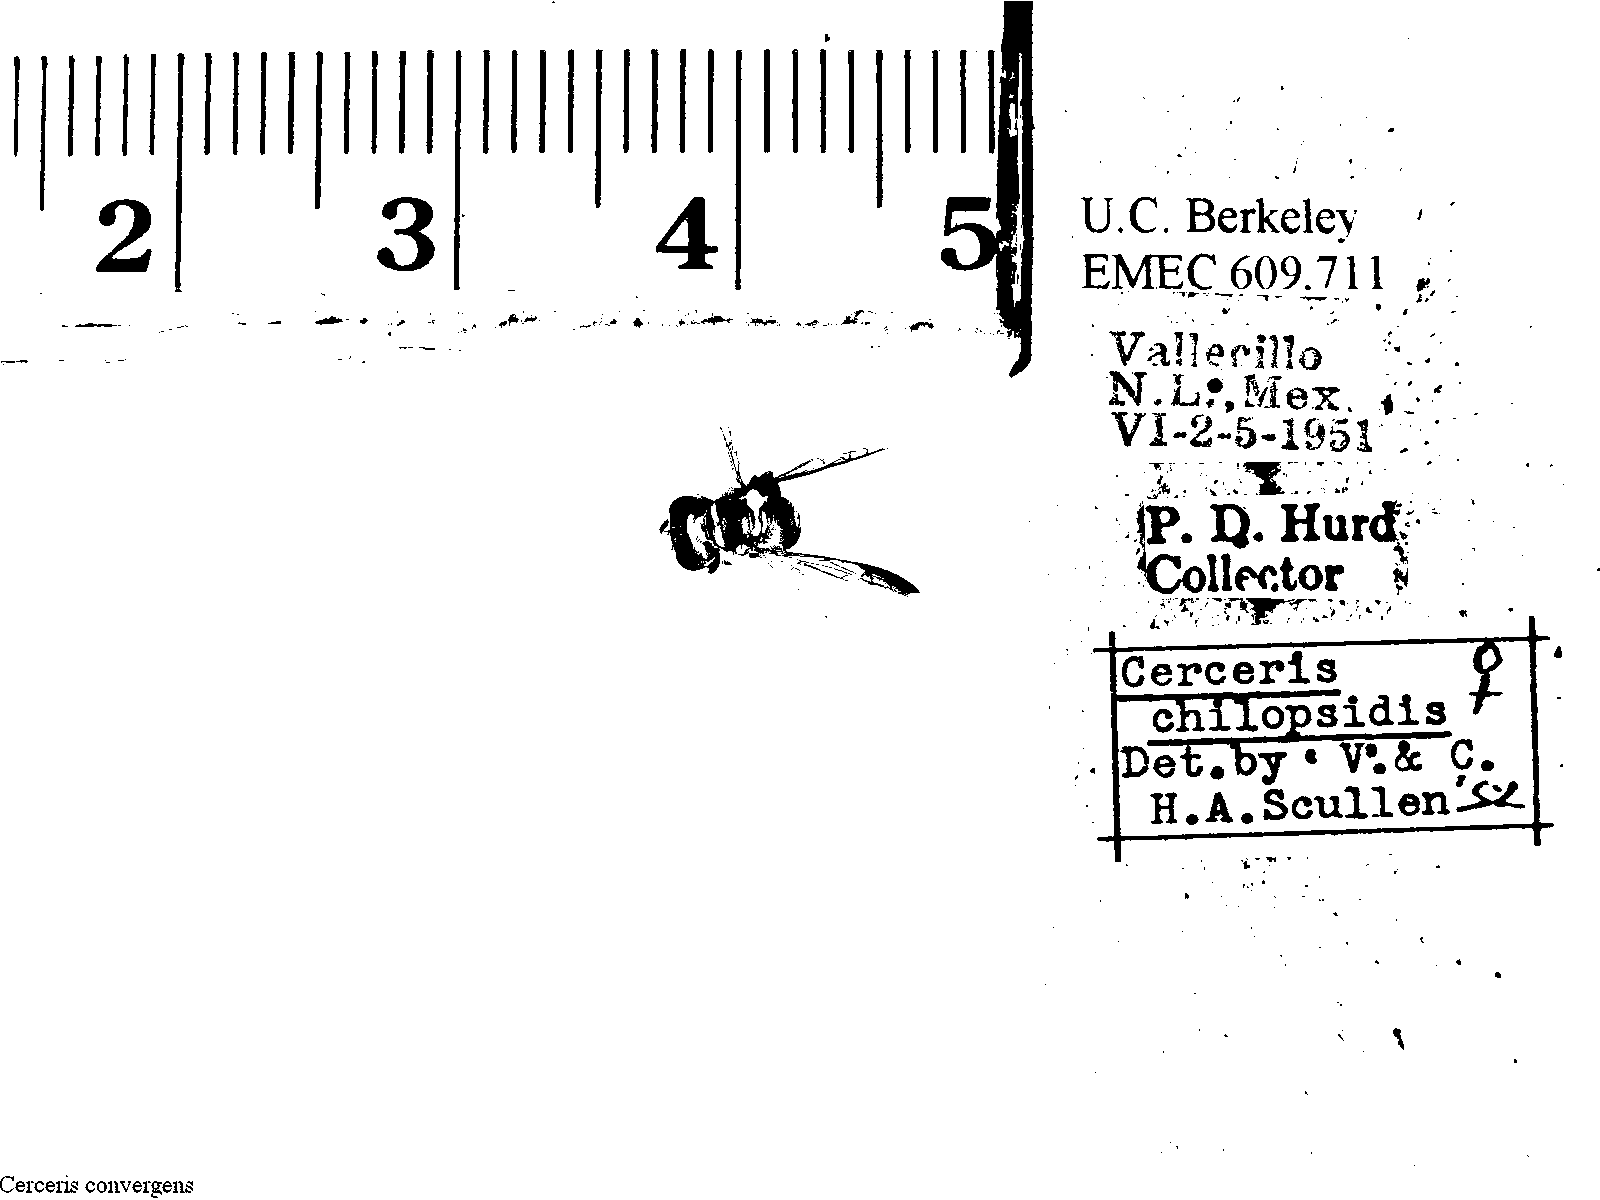 2 3 4 5
U.C. Berkeley
EMEC 609.711
Vallecillo
N.L., Mex.
VI-2-5-1951
P. D. Hurd
Collector
Cerceris ♀
chilopsidis
Det. by V. & C.
H.A. Scullen '52
Cerceris convergens